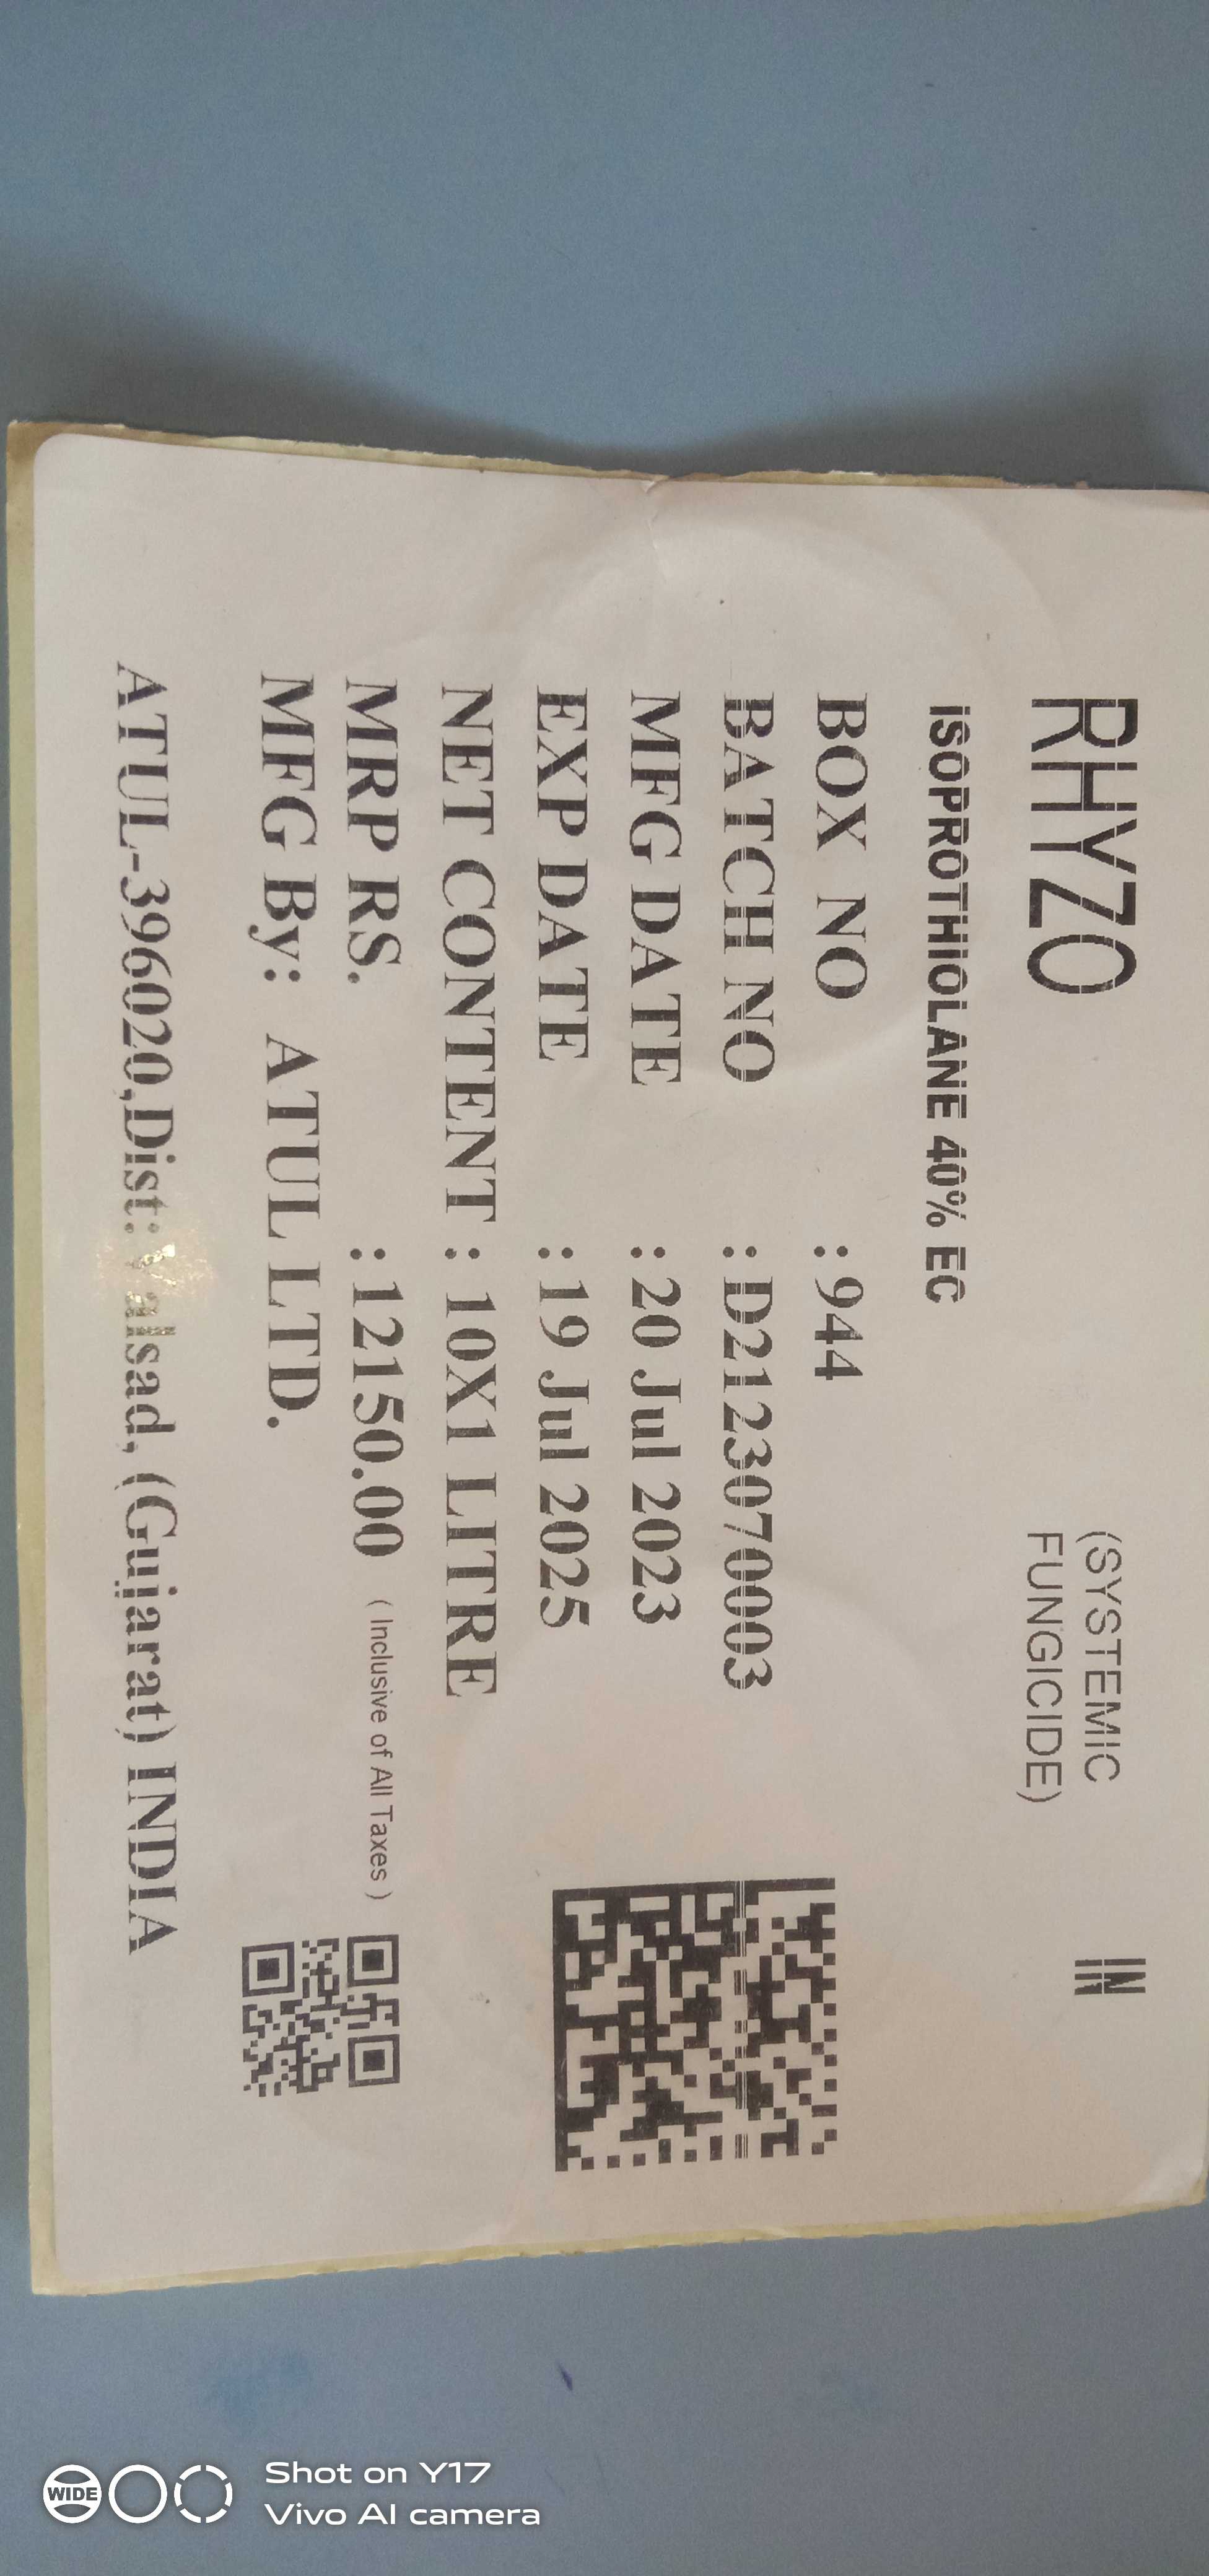 RHYZO
(SYSTEMIC
FUNGICIDE)
IN
ISOPROTHIOLANE 40% EC
BOX NO : 944
BATCH NO : D2123070003
MFG DATE : 20 Jul 2023
EXP DATE : 19 Jul 2025
NET CONTENT : 10X1 LITRE
MRP RS. : 12150.00 ( Inclusive of All Taxes )
MFG By: ATUL LTD.
ATUL-396020,Dist: Valsad, (Gujarat) INDIA
WIDE
Shot on Y17
Vivo AI camera